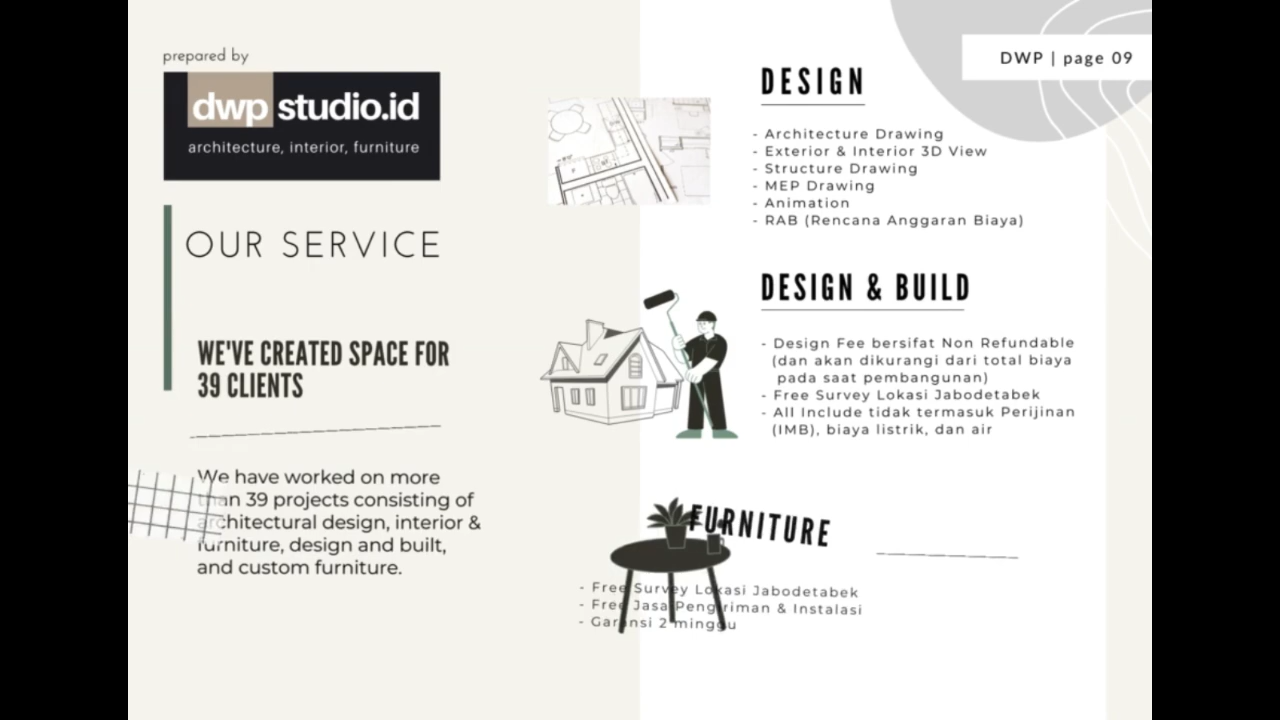 prepared by
dwp studio.id
architecture, interior, furniture
OUR SERVICE
WE'VE CREATED SPACE FOR
39 CLIENTS
We have worked on more
than 39 projects consisting of
architectural design, interior &
furniture, design and built,
and custom furniture.
DWP | page 09
DESIGN
- Architecture Drawing
- Exterior & Interior 3D View
- Structure Drawing
- MEP Drawing
- Animation
- RAB (Rencana Anggaran Biaya)
DESIGN & BUILD
- Design Fee bersifat Non Refundable
(dan akan dikurangi dari total biaya
pada saat pembangunan)
- Free Survey Lokasi Jabodetabek
- All Include tidak termasuk Perijinan
(IMB), biaya listrik, dan air
FURNITURE
- Free Survey Lokasi Jabodetabek
- Free Jasa Pengiriman & Instalasi
- Garansi 2 minggu